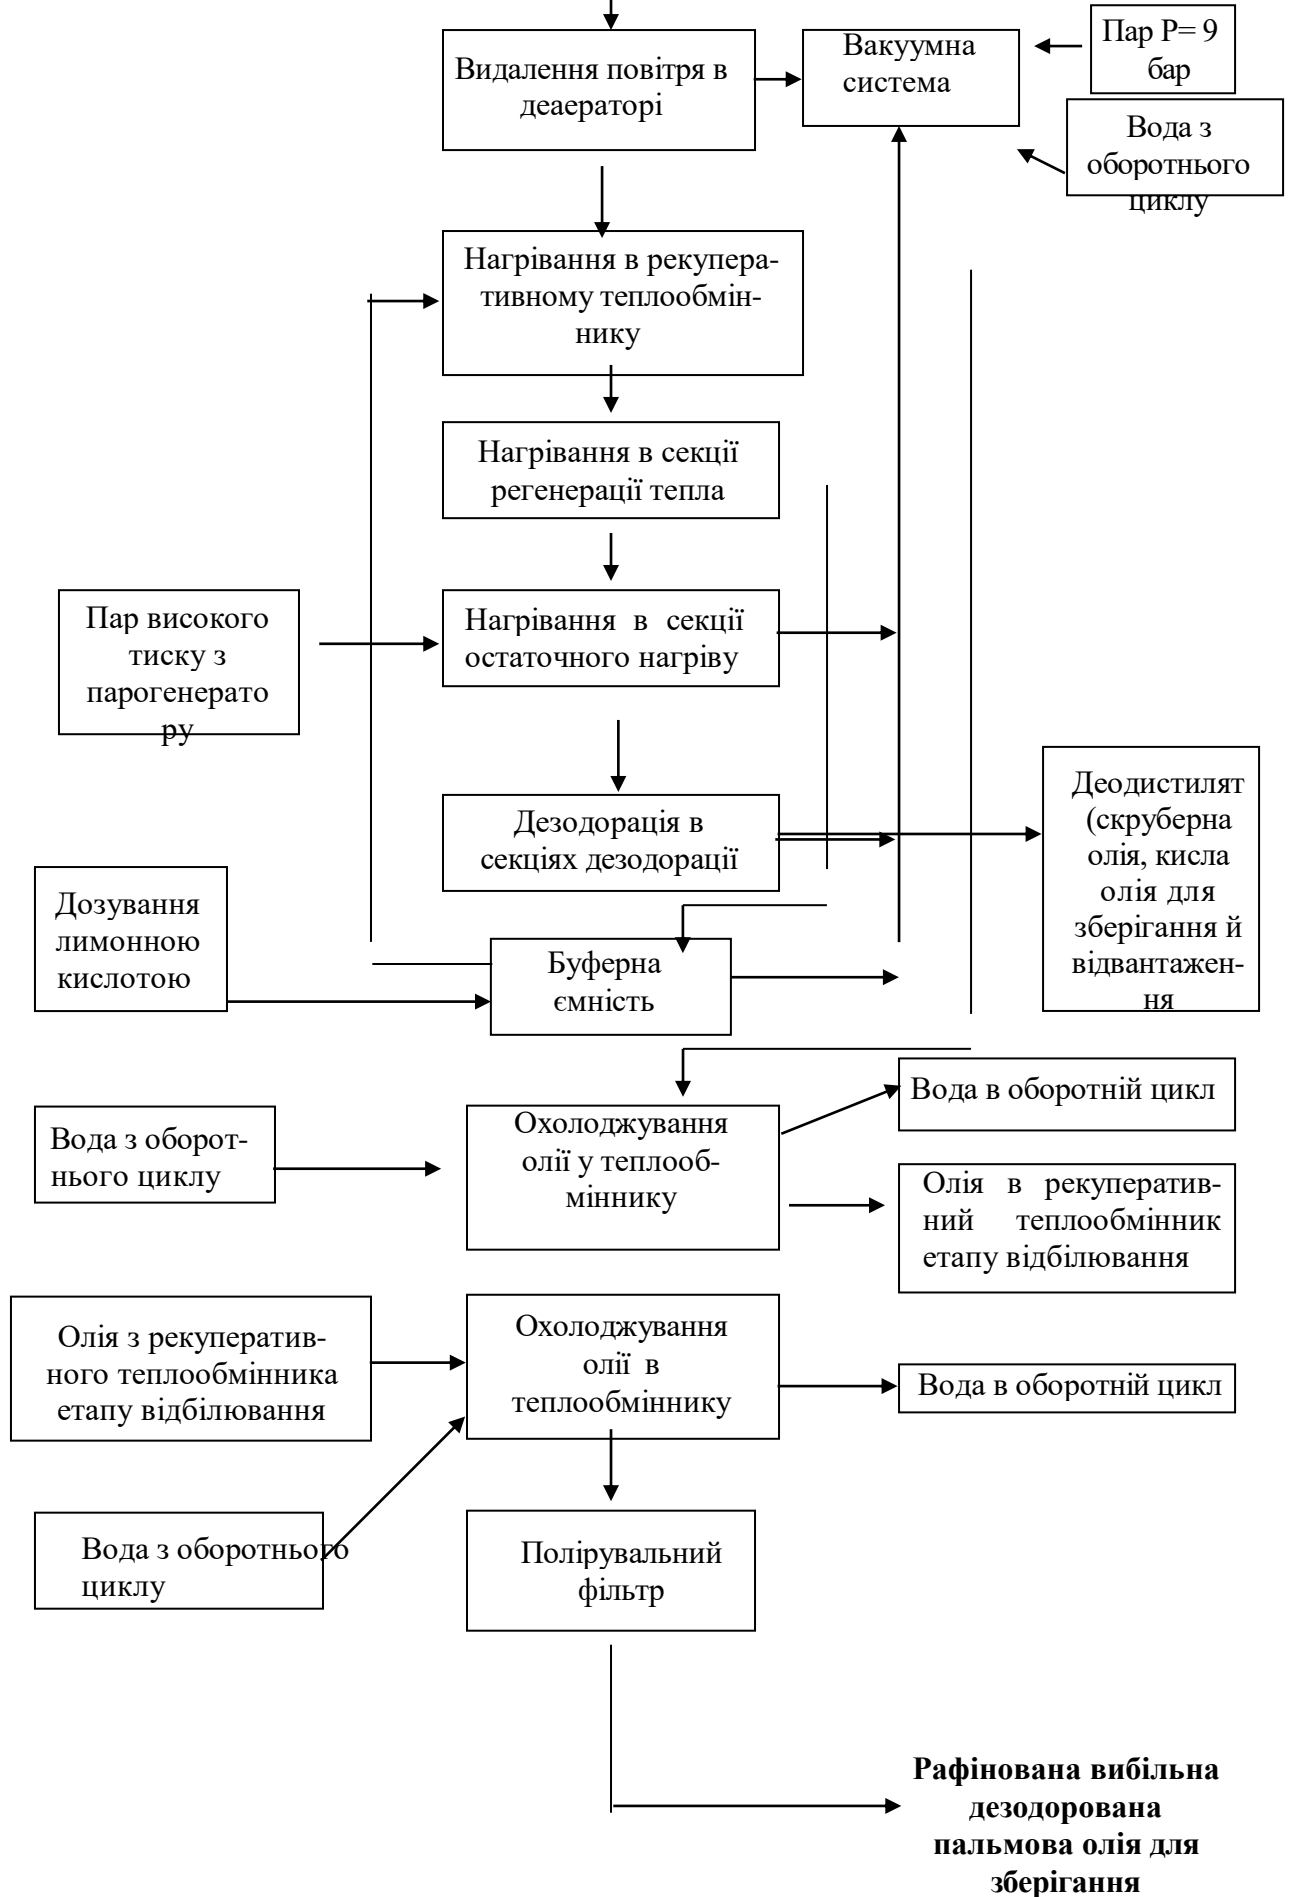 Видалення повітря в
деаераторі
Вакуумна
система
Пар Р= 9
бар
Вода з
оборотнього
циклу
Нагрівання в рекупера-
тивному теплообмін-
нику
Нагрівання в секції
регенерації тепла
Пар високого
тиску з
парогенерато
ру
Нагрівання в секції
остаточного нагріву
Дезодорація в
секціях дезодорації
Деодистилят
(скруберна
олія, кисла
олія для
зберігання й
відвантажен-
ня
Дозування
лимонною
кислотою
Буферна
ємність
Вода з оборот-
нього циклу
Охолоджування
олії у теплооб-
міннику
Вода в оборотній цикл
Олія в рекуператив-
ний теплообмінник
етапу відбілювання
Олія з рекуператив-
ного теплообмінника
етапу відбілювання
Охолоджування
олії в
теплообміннику
Вода в оборотній цикл
Вода з оборотнього
циклу
Полірувальний
фільтр
Рафінована вибільна
дезодорована
пальмова олія для
зберігання